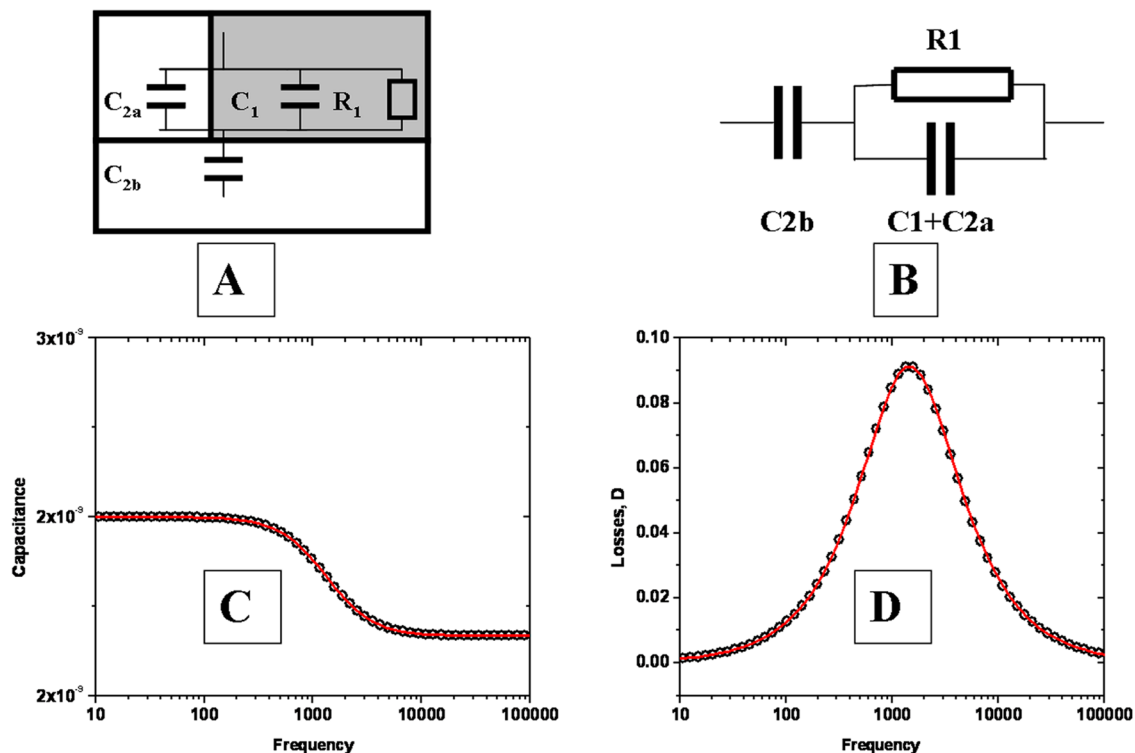 C₂ₐ
C₁
R₁
C₂b
A
R1
C2b
C1+C2a
B
3x10⁻⁹
2x10⁻⁹
2x10⁻⁹
Capacitance
10 100 1000 10000 100000
Frequency
C
0.10
0.08
0.06
0.04
0.02
0.00
Losses, D
10 100 1000 10000 100000
Frequency
D